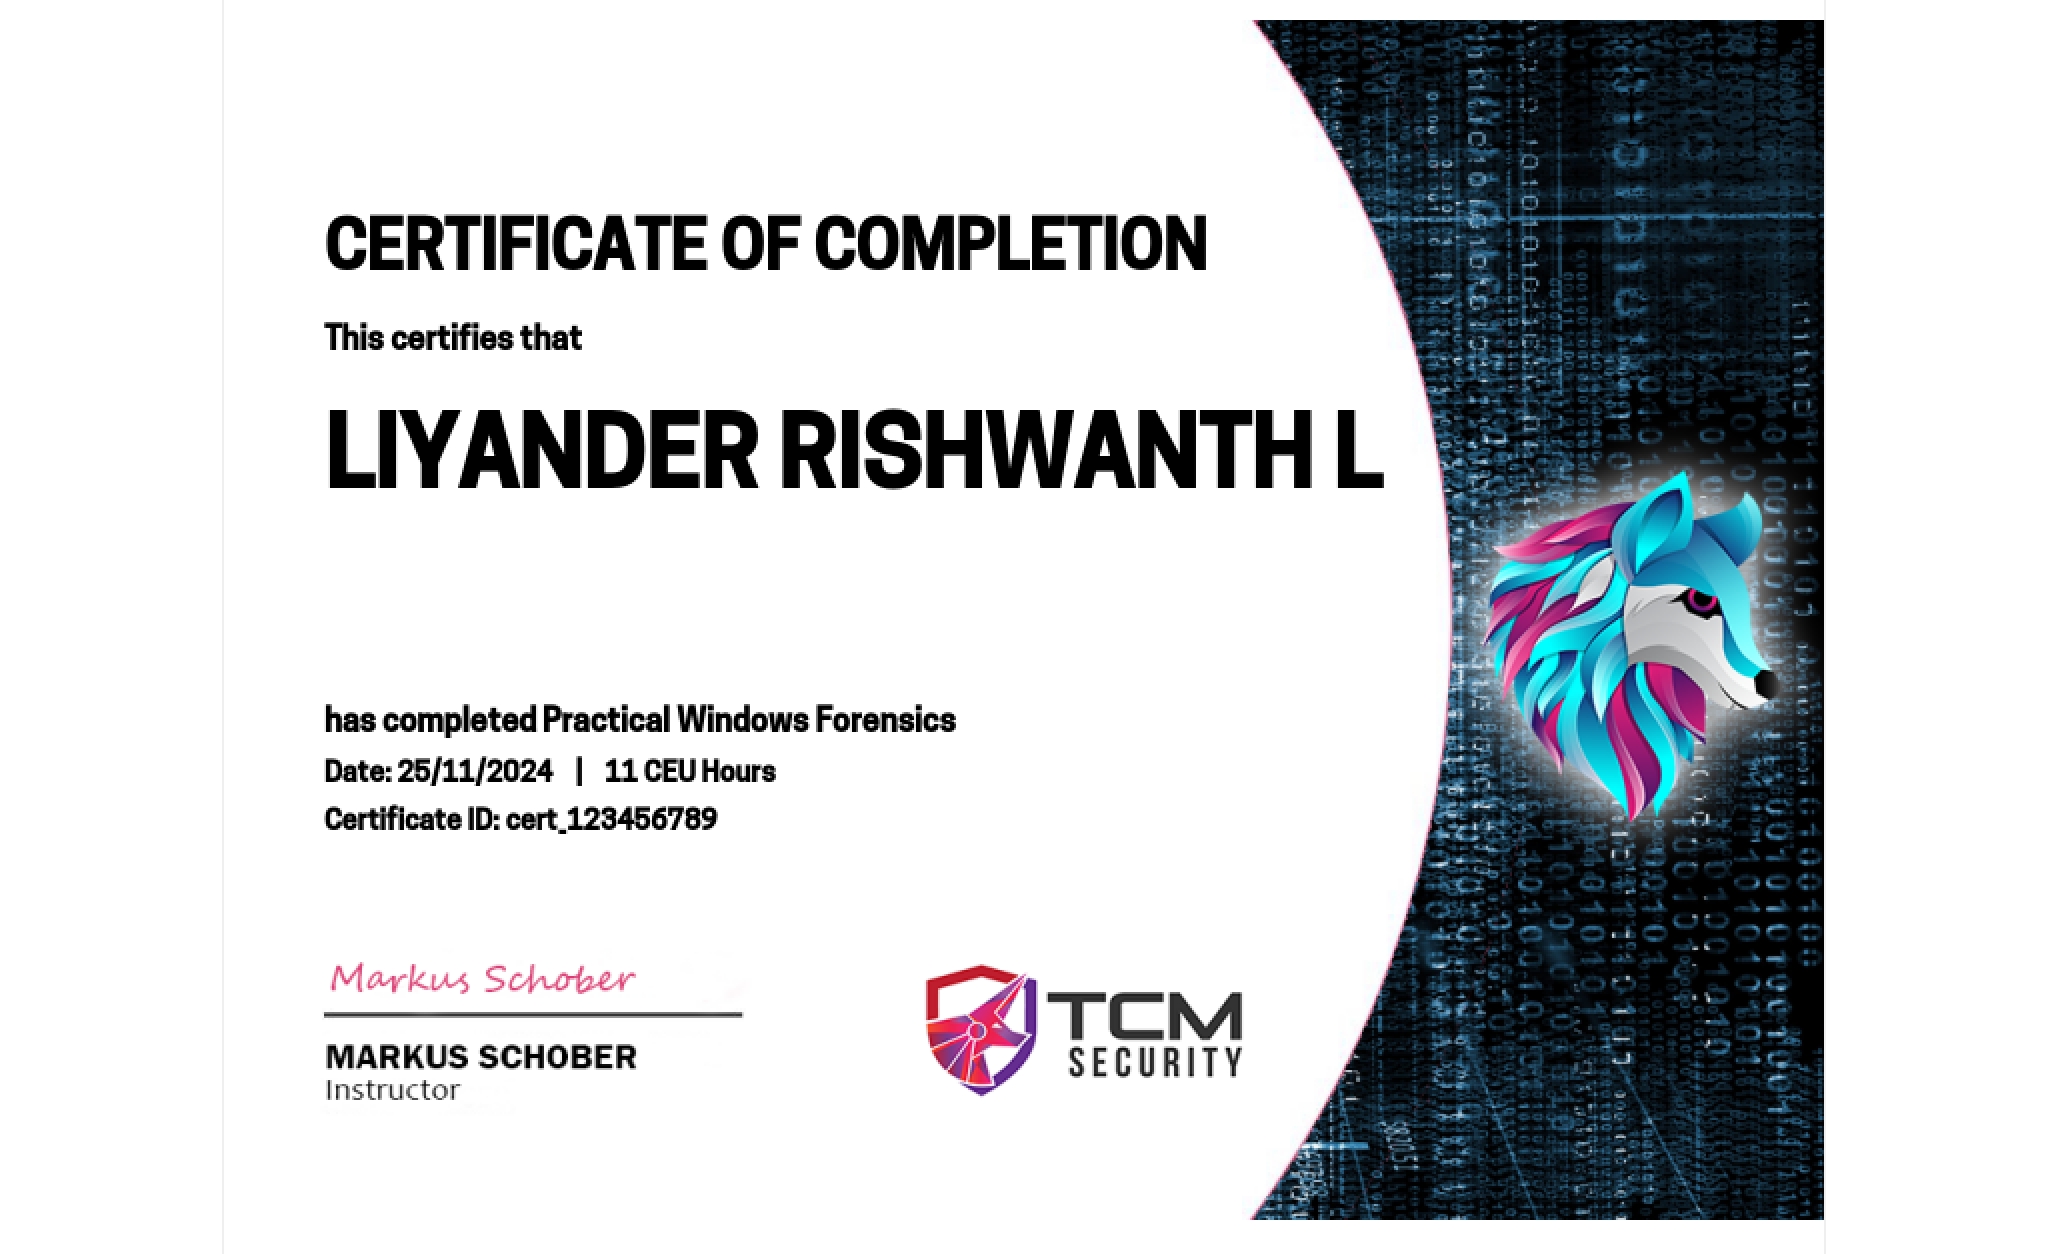 CERTIFICATE OF COMPLETION
This certifies that
LIYANDER RISHWANTH L
has completed Practical Windows Forensics
Date: 25/11/2024 | 11 CEU Hours
Certificate ID: cert_123456789
Markus Schober
MARKUS SCHOBER
Instructor
TCM
SECURITY